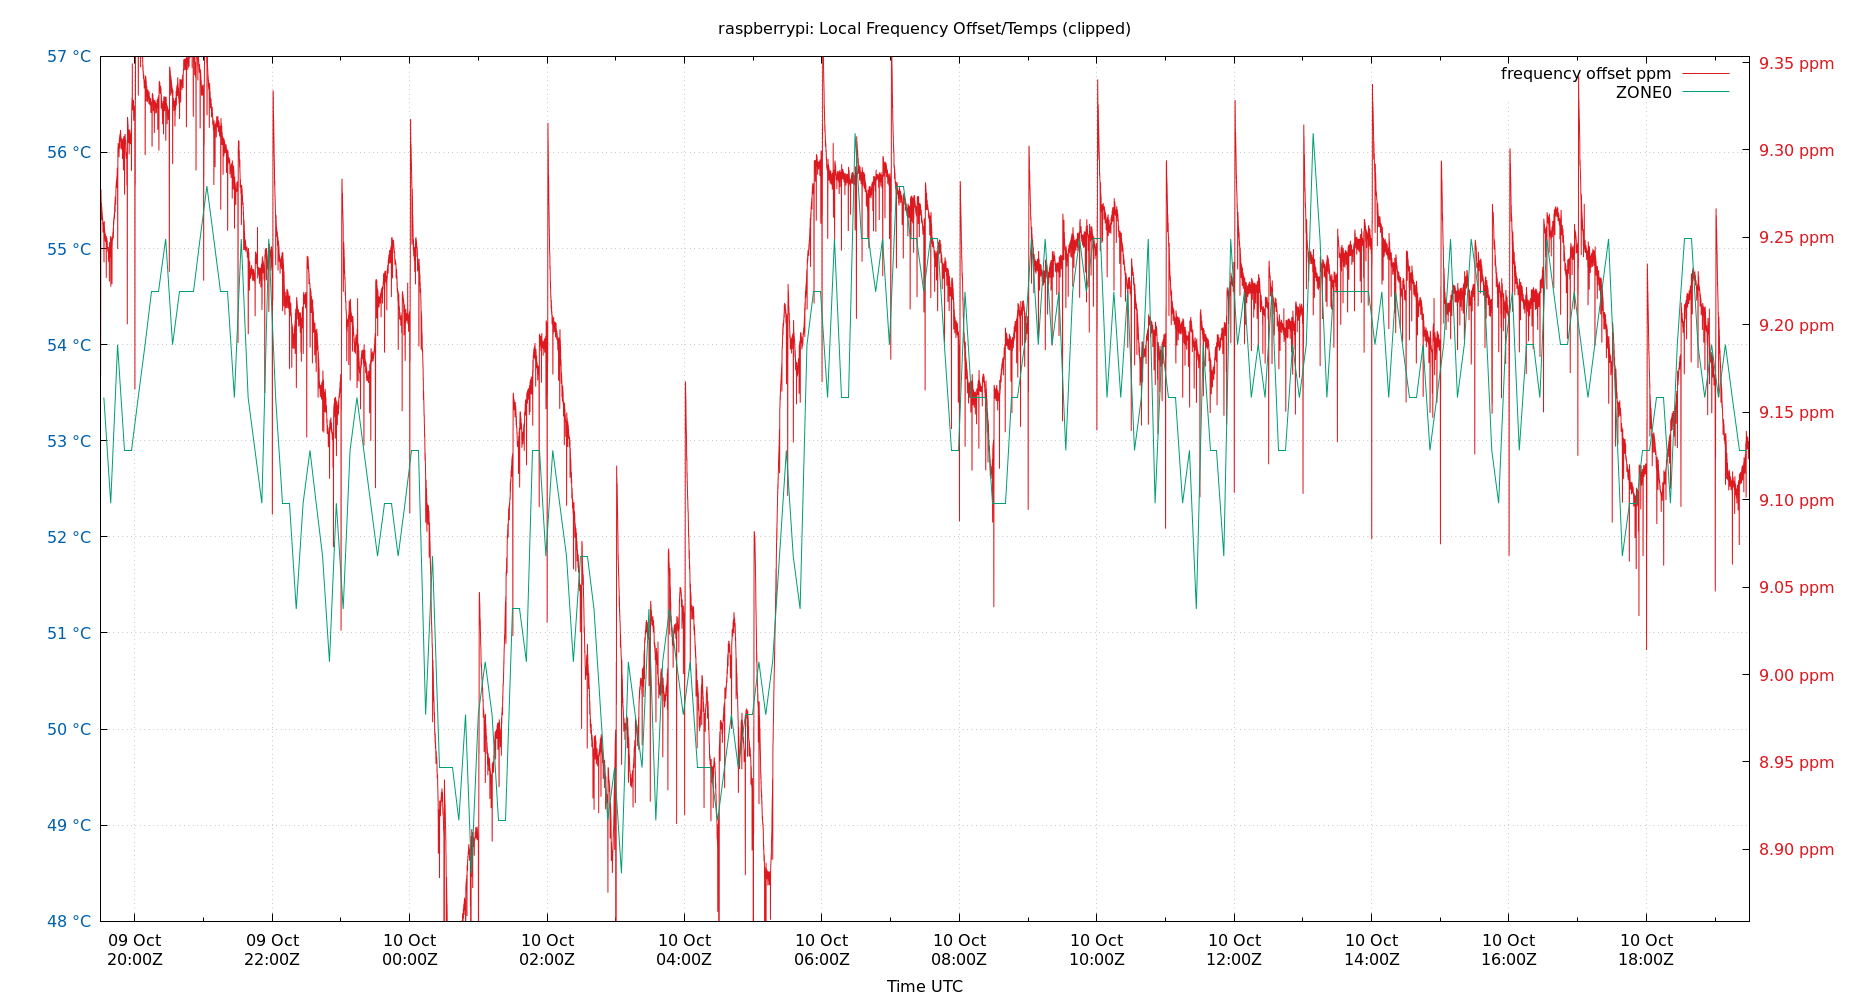 raspberrypi: Local Frequency Offset/Temps (clipped)
frequency offset ppm
ZONE0
57 °C
56 °C
55 °C
54 °C
53 °C
52 °C
51 °C
50 °C
49 °C
48 °C
9.35 ppm
9.30 ppm
9.25 ppm
9.20 ppm
9.15 ppm
9.10 ppm
9.05 ppm
9.00 ppm
8.95 ppm
8.90 ppm
09 Oct
20:00Z
09 Oct
22:00Z
10 Oct
00:00Z
10 Oct
02:00Z
10 Oct
04:00Z
10 Oct
06:00Z
10 Oct
08:00Z
10 Oct
10:00Z
10 Oct
12:00Z
10 Oct
14:00Z
10 Oct
16:00Z
10 Oct
18:00Z
Time UTC